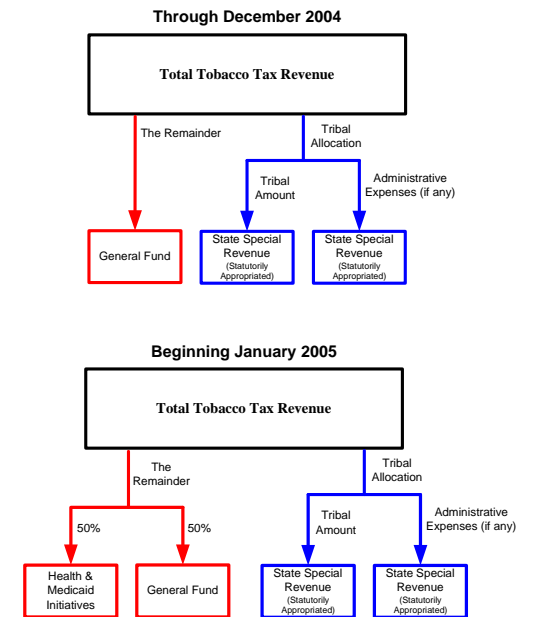 Through December 2004
Total Tobacco Tax Revenue
The Remainder
Tribal
Allocation
Tribal
Amount
Administrative
Expenses (if any)
General Fund
State Special
Revenue
(Statutorily
Appropriated)
State Special
Revenue
(Statutorily
Appropriated)
Beginning January 2005
Total Tobacco Tax Revenue
The
Remainder
Tribal
Allocation
50%
50%
Tribal
Amount
Administrative
Expenses (if any)
Health &
Medicaid
Initiatives
General Fund
State Special
Revenue
(Statutorily
Appropriated)
State Special
Revenue
(Statutorily
Appropriated)